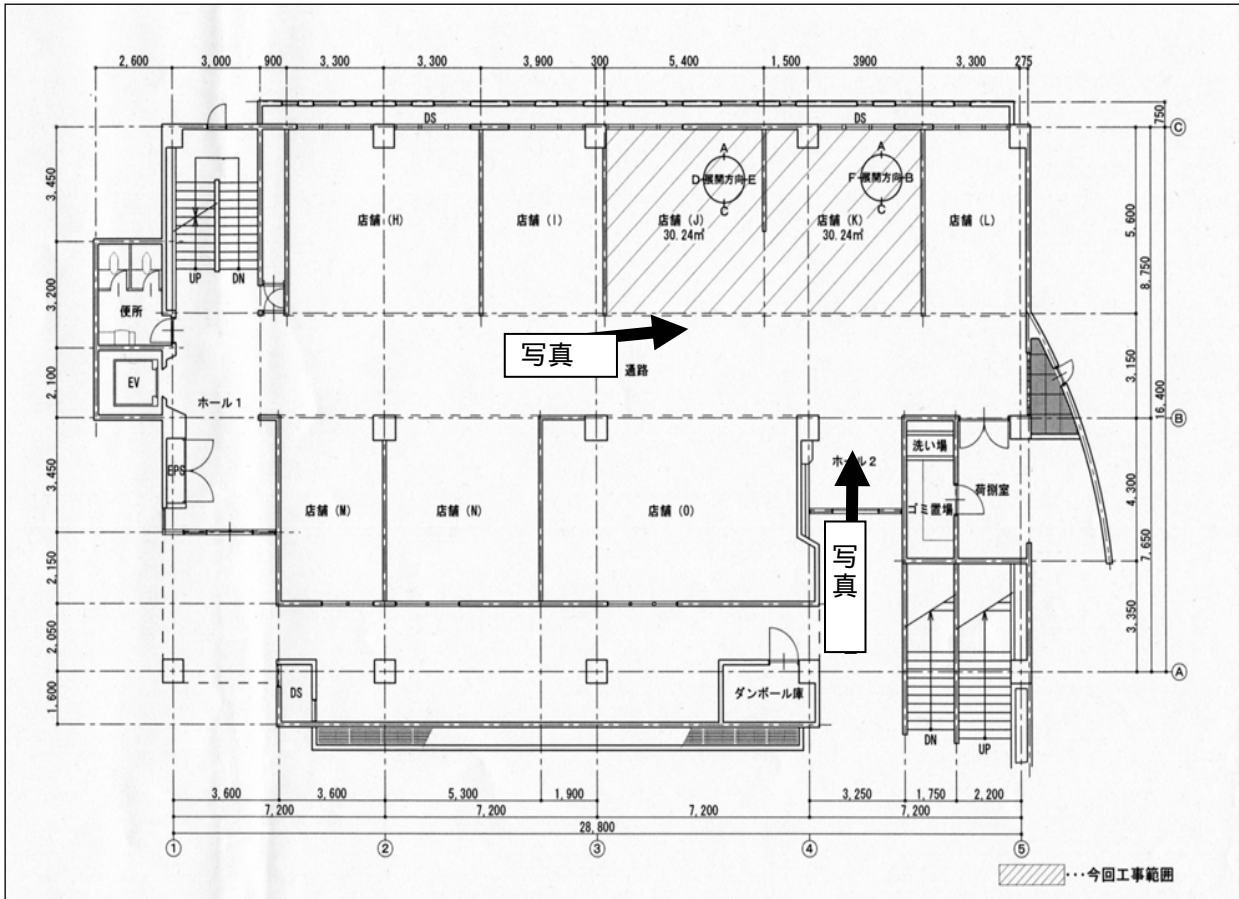 2,600 3,000 900 3,300 3,300 3,900 300 5,400 1,500 3900 3,300 275
DS DS
750
C
A A
D 展開方向 E F 展開方向 B
C C
3,450
店舗（H） 店舗（I） 店舗（J） 店舗（K） 店舗（L）
30.24㎡ 30.24㎡
5,600
8,750
UP DN
3,200
便所
写真
通路
3,150
16,400
EV
2,100
ホール1
B
洗い場
EPS
ホール2
荷捌室
3,450
店舗（M） 店舗（N） 店舗（O） ゴミ置場
4,300
7,650
写真
2,150
3,350
2,050
A
DS ダンボール庫
1,600
DN UP
3,600 3,600 5,300 1,900 3,250 1,750 2,200
7,200 7,200 7,200 7,200
28,800
① ② ③ ④ ⑤
・・・今回工事範囲